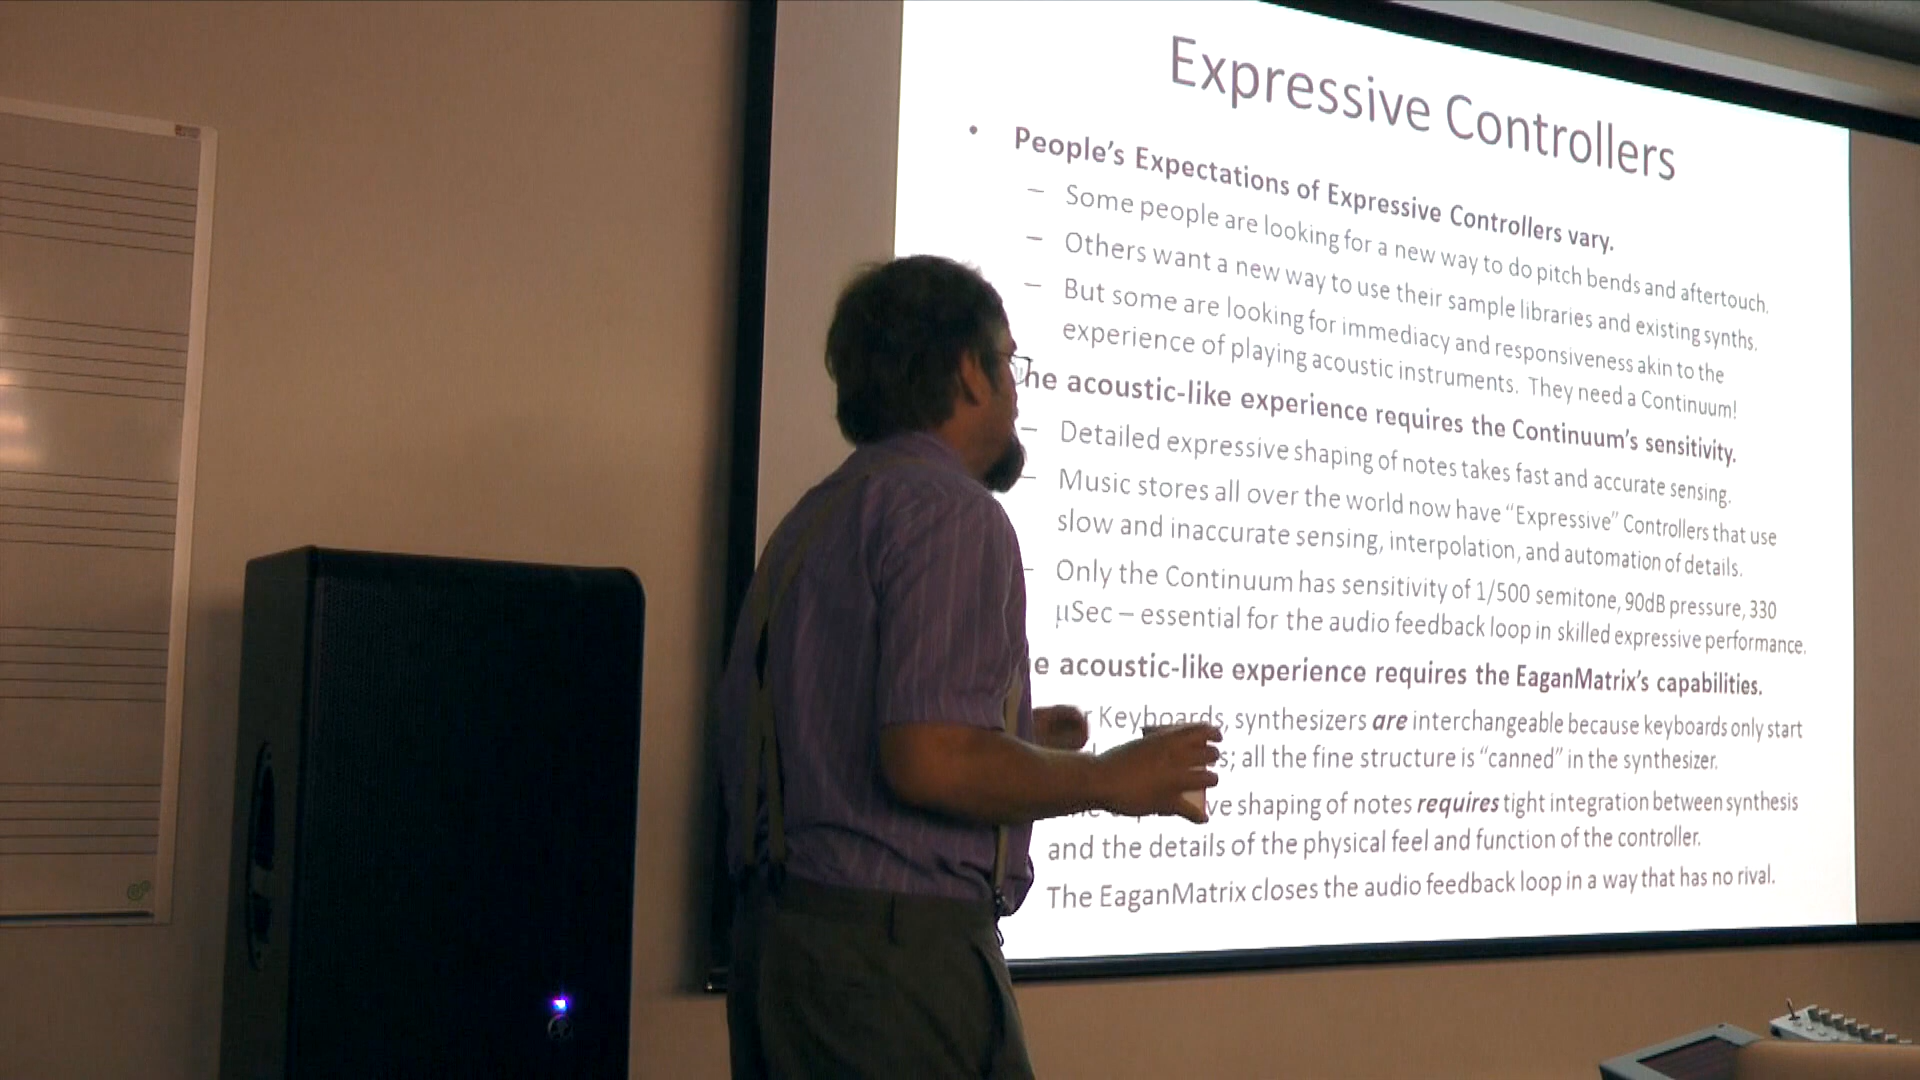 Expressive Controllers
• People's Expectations of Expressive Controllers vary.
– Some people are looking for a new way to do pitch bends and aftertouch.
– Others want a new way to use their sample libraries and existing synths.
– But some are looking for immediacy and responsiveness akin to the
experience of playing acoustic instruments. They need a Continuum!
he acoustic-like experience requires the Continuum's sensitivity.
– Detailed expressive shaping of notes takes fast and accurate sensing.
– Music stores all over the world now have "Expressive" Controllers that use
slow and inaccurate sensing, interpolation, and automation of details.
– Only the Continuum has sensitivity of 1/500 semitone, 90dB pressure, 330
µSec – essential for the audio feedback loop in skilled expressive performance.
e acoustic-like experience requires the EaganMatrix's capabilities.
Keyboards, synthesizers are interchangeable because keyboards only start
s; all the fine structure is "canned" in the synthesizer.
ve shaping of notes requires tight integration between synthesis
and the details of the physical feel and function of the controller.
The EaganMatrix closes the audio feedback loop in a way that has no rival.